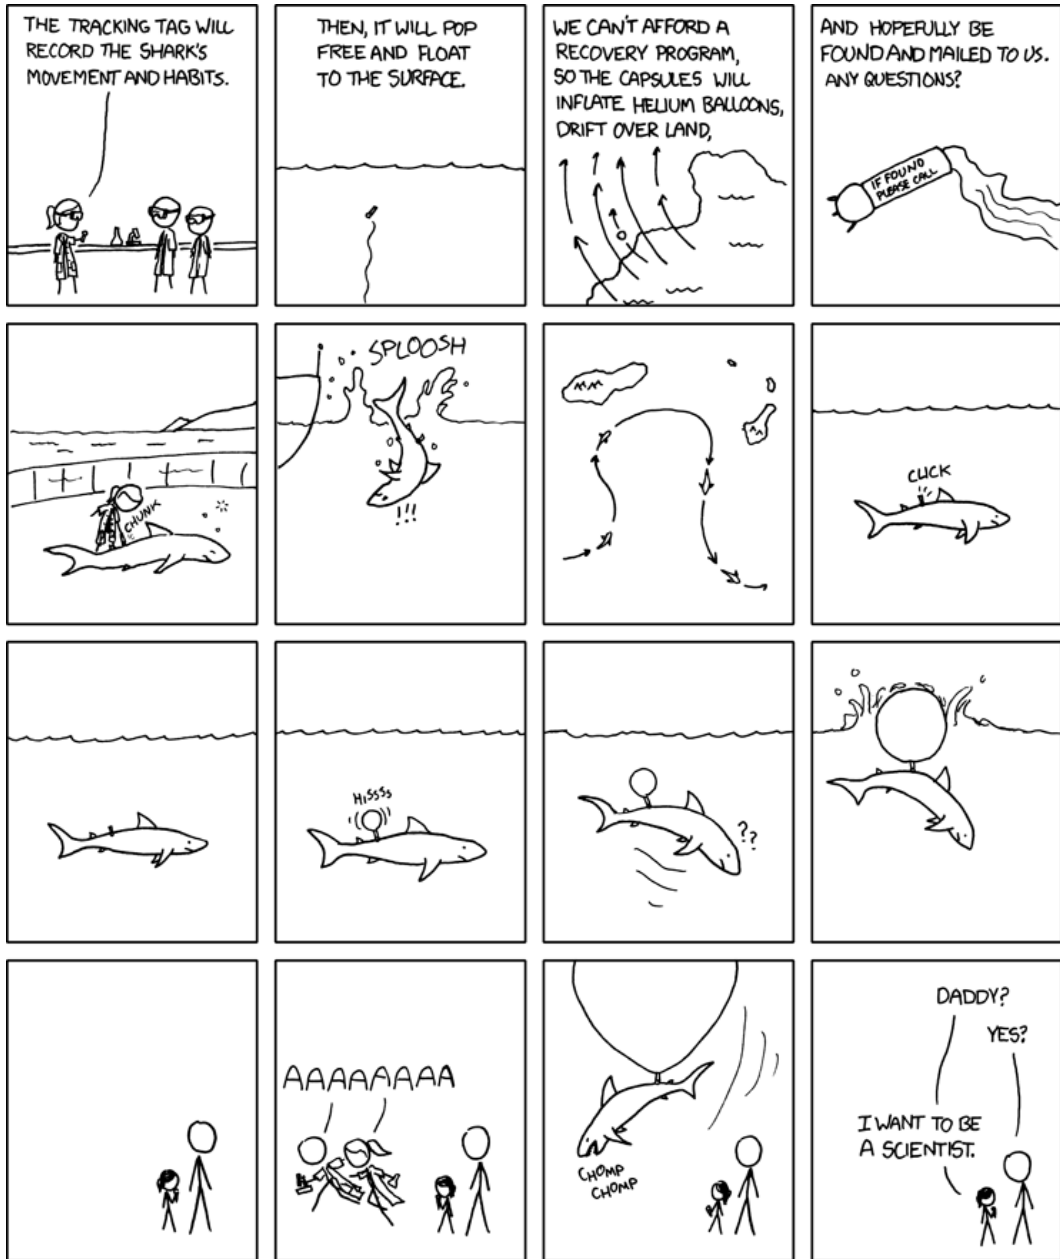 THE TRACKING TAG WILL
RECORD THE SHARK'S
MOVEMENT AND HABITS.
THEN, IT WILL POP
FREE AND FLOAT
TO THE SURFACE.
WE CAN'T AFFORD A
RECOVERY PROGRAM,
SO THE CAPSULES WILL
INFLATE HELIUM BALLOONS,
DRIFT OVER LAND,
AND HOPEFULLY BE
FOUND AND MAILED TO US.
ANY QUESTIONS?
IF FOUND
PLEASE CALL
CHUNK
SPLOOSH
!!!
CLICK
HISSSS
??
AAAAAAAA
CHOMP
CHOMP
DADDY?
YES?
I WANT TO BE
A SCIENTIST.